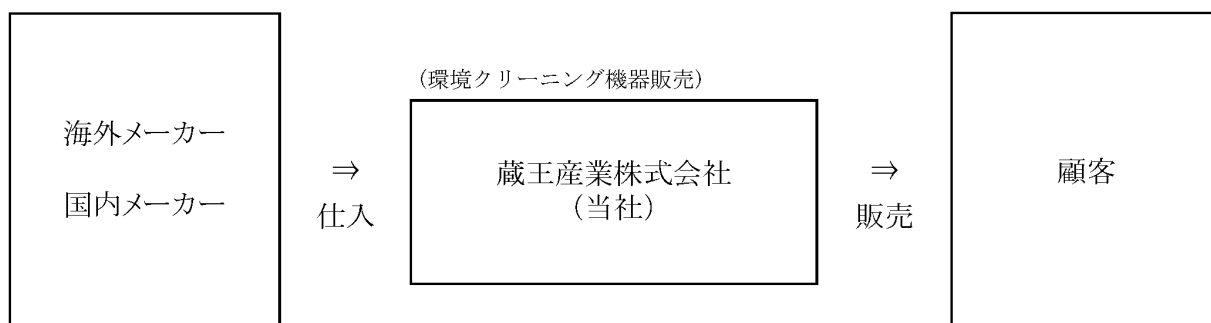 (環境クリーニング機器販売)
海外メーカー
国内メーカー
⇒
仕入
蔵王産業株式会社
(当社)
⇒
販売
顧客